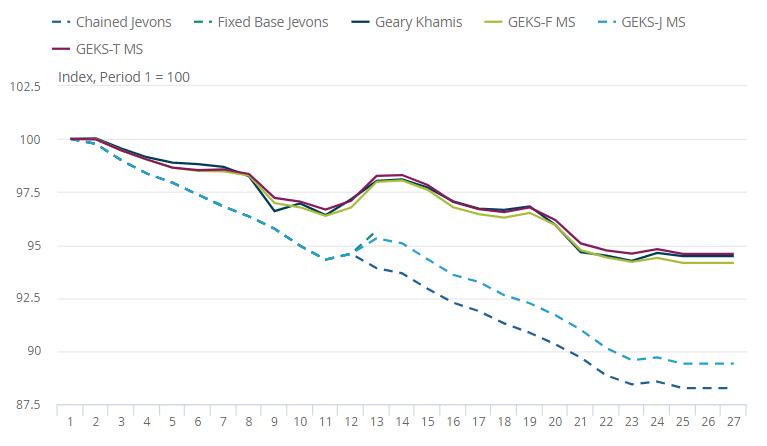 Chained Jevons Fixed Base Jevons Geary Khamis GEKS-F MS GEKS-J MS
GEKS-T MS
Index, Period 1 = 100
102.5
100
97.5
95
92.5
90
87.5
1 2 3 4 5 6 7 8 9 10 11 12 13 14 15 16 17 18 19 20 21 22 23 24 25 26 27